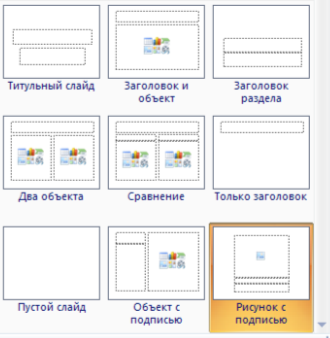 Титульный слайд
Заголовок и
объект
Заголовок
раздела
Два объекта
Сравнение
Только заголовок
Пустой слайд
Объект с
подписью
Рисунок с
подписью